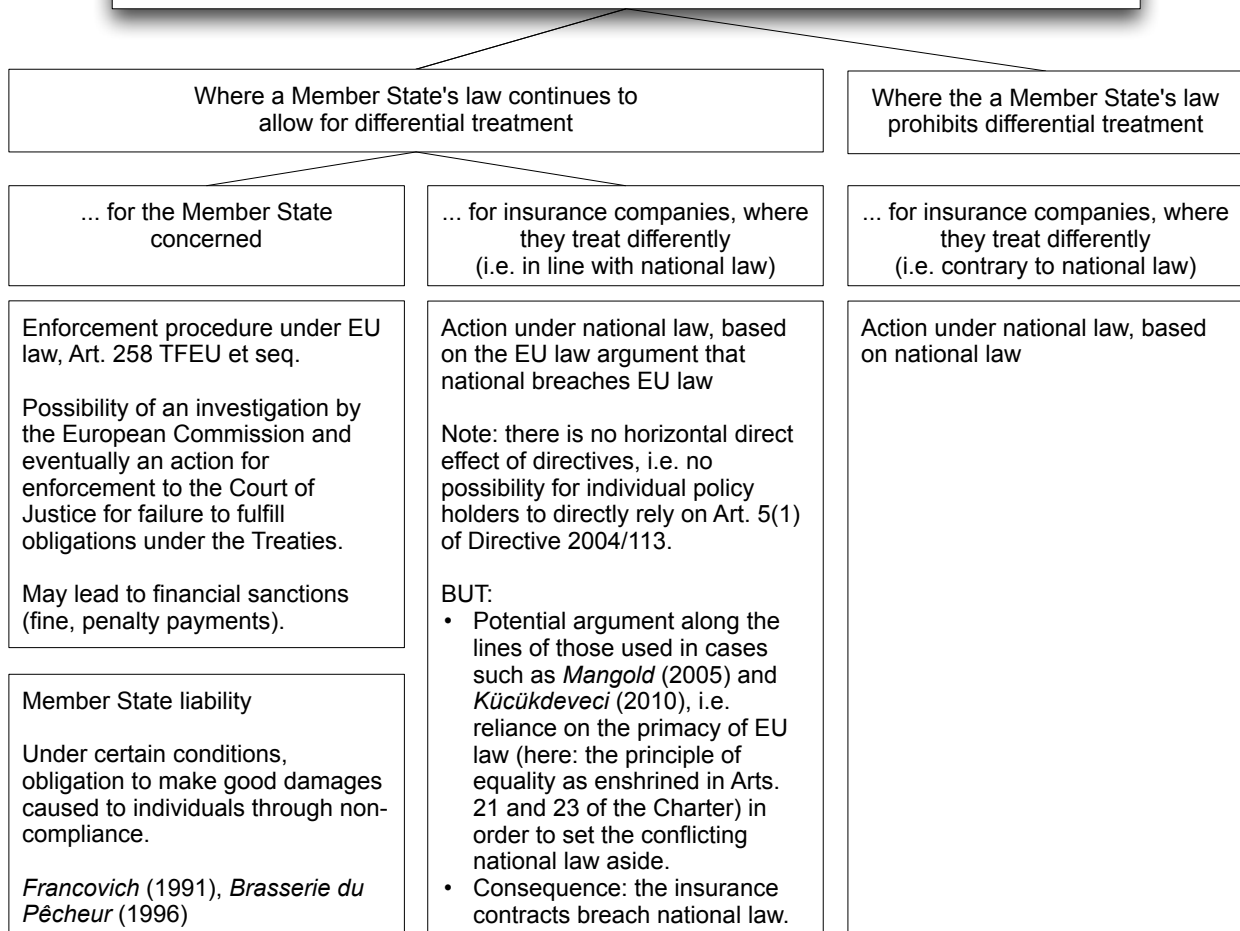 Where a Member State's law continues to
allow for differential treatment
Where the a Member State's law
prohibits differential treatment
... for the Member State
concerned
... for insurance companies, where
they treat differently
(i.e. in line with national law)
... for insurance companies, where
they treat differently
(i.e. contrary to national law)
Enforcement procedure under EU
law, Art. 258 TFEU et seq.
Possibility of an investigation by
the European Commission and
eventually an action for
enforcement to the Court of
Justice for failure to fulfill
obligations under the Treaties.
May lead to financial sanctions
(fine, penalty payments).
Member State liability
Under certain conditions,
obligation to make good damages
caused to individuals through non-
compliance.
Francovich (1991), Brasserie du
Pêcheur (1996)
Action under national law, based
on the EU law argument that
national breaches EU law
Note: there is no horizontal direct
effect of directives, i.e. no
possibility for individual policy
holders to directly rely on Art. 5(1)
of Directive 2004/113.
BUT:
• Potential argument along the
lines of those used in cases
such as Mangold (2005) and
Kücükdeveci (2010), i.e.
reliance on the primacy of EU
law (here: the principle of
equality as enshrined in Arts.
21 and 23 of the Charter) in
order to set the conflicting
national law aside.
• Consequence: the insurance
contracts breach national law.
Action under national law, based
on national law